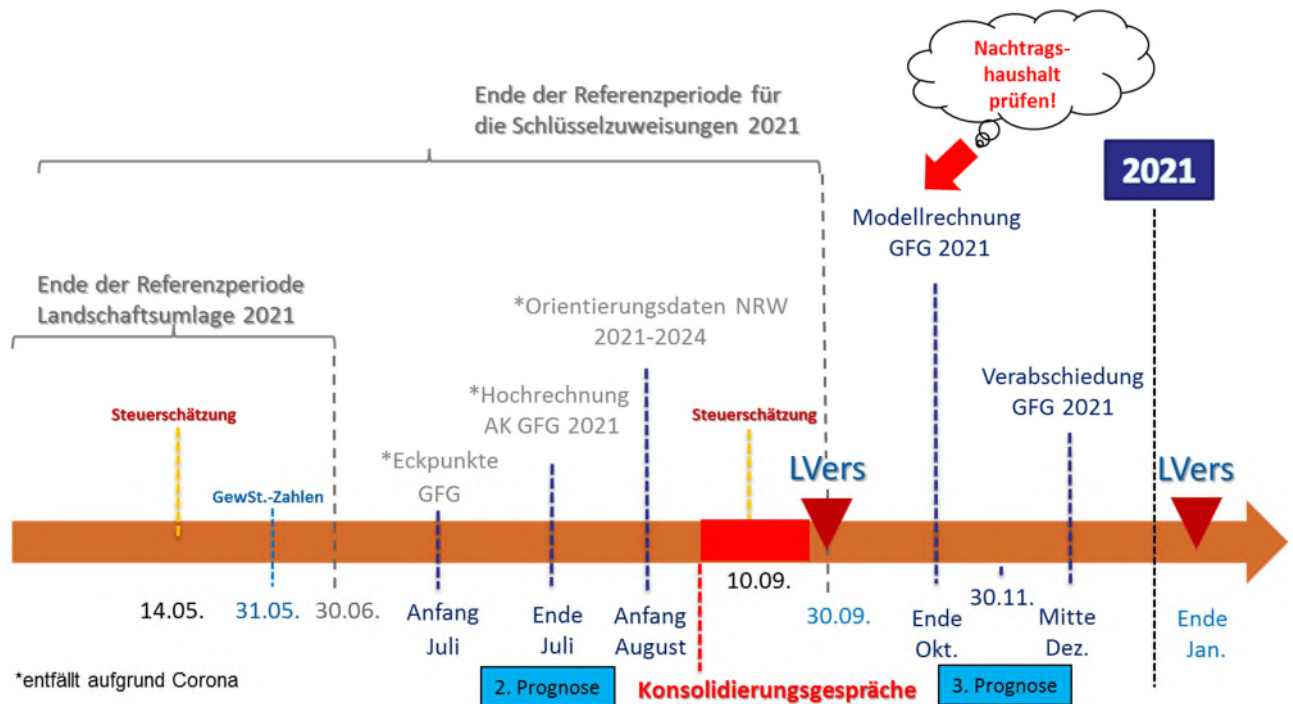 Nachtrags-
haushalt
prüfen!
Ende der Referenzperiode für
die Schlüsselzuweisungen 2021
2021
Modellrechnung
GFG 2021
Ende der Referenzperiode
Landschaftsumlage 2021
*Orientierungsdaten NRW
2021-2024
Verabschiedung
GFG 2021
*Hochrechnung
AK GFG 2021
Steuerschätzung
Steuerschätzung
*Eckpunkte
GFG
LVers
LVers
GewSt.-Zahlen
14.05.
31.05.
30.06.
Anfang
Juli
Ende
Juli
Anfang
August
10.09.
30.09.
Ende
Okt.
30.11.
Mitte
Dez.
Ende
Jan.
*entfällt aufgrund Corona
2. Prognose
Konsolidierungsgespräche
3. Prognose